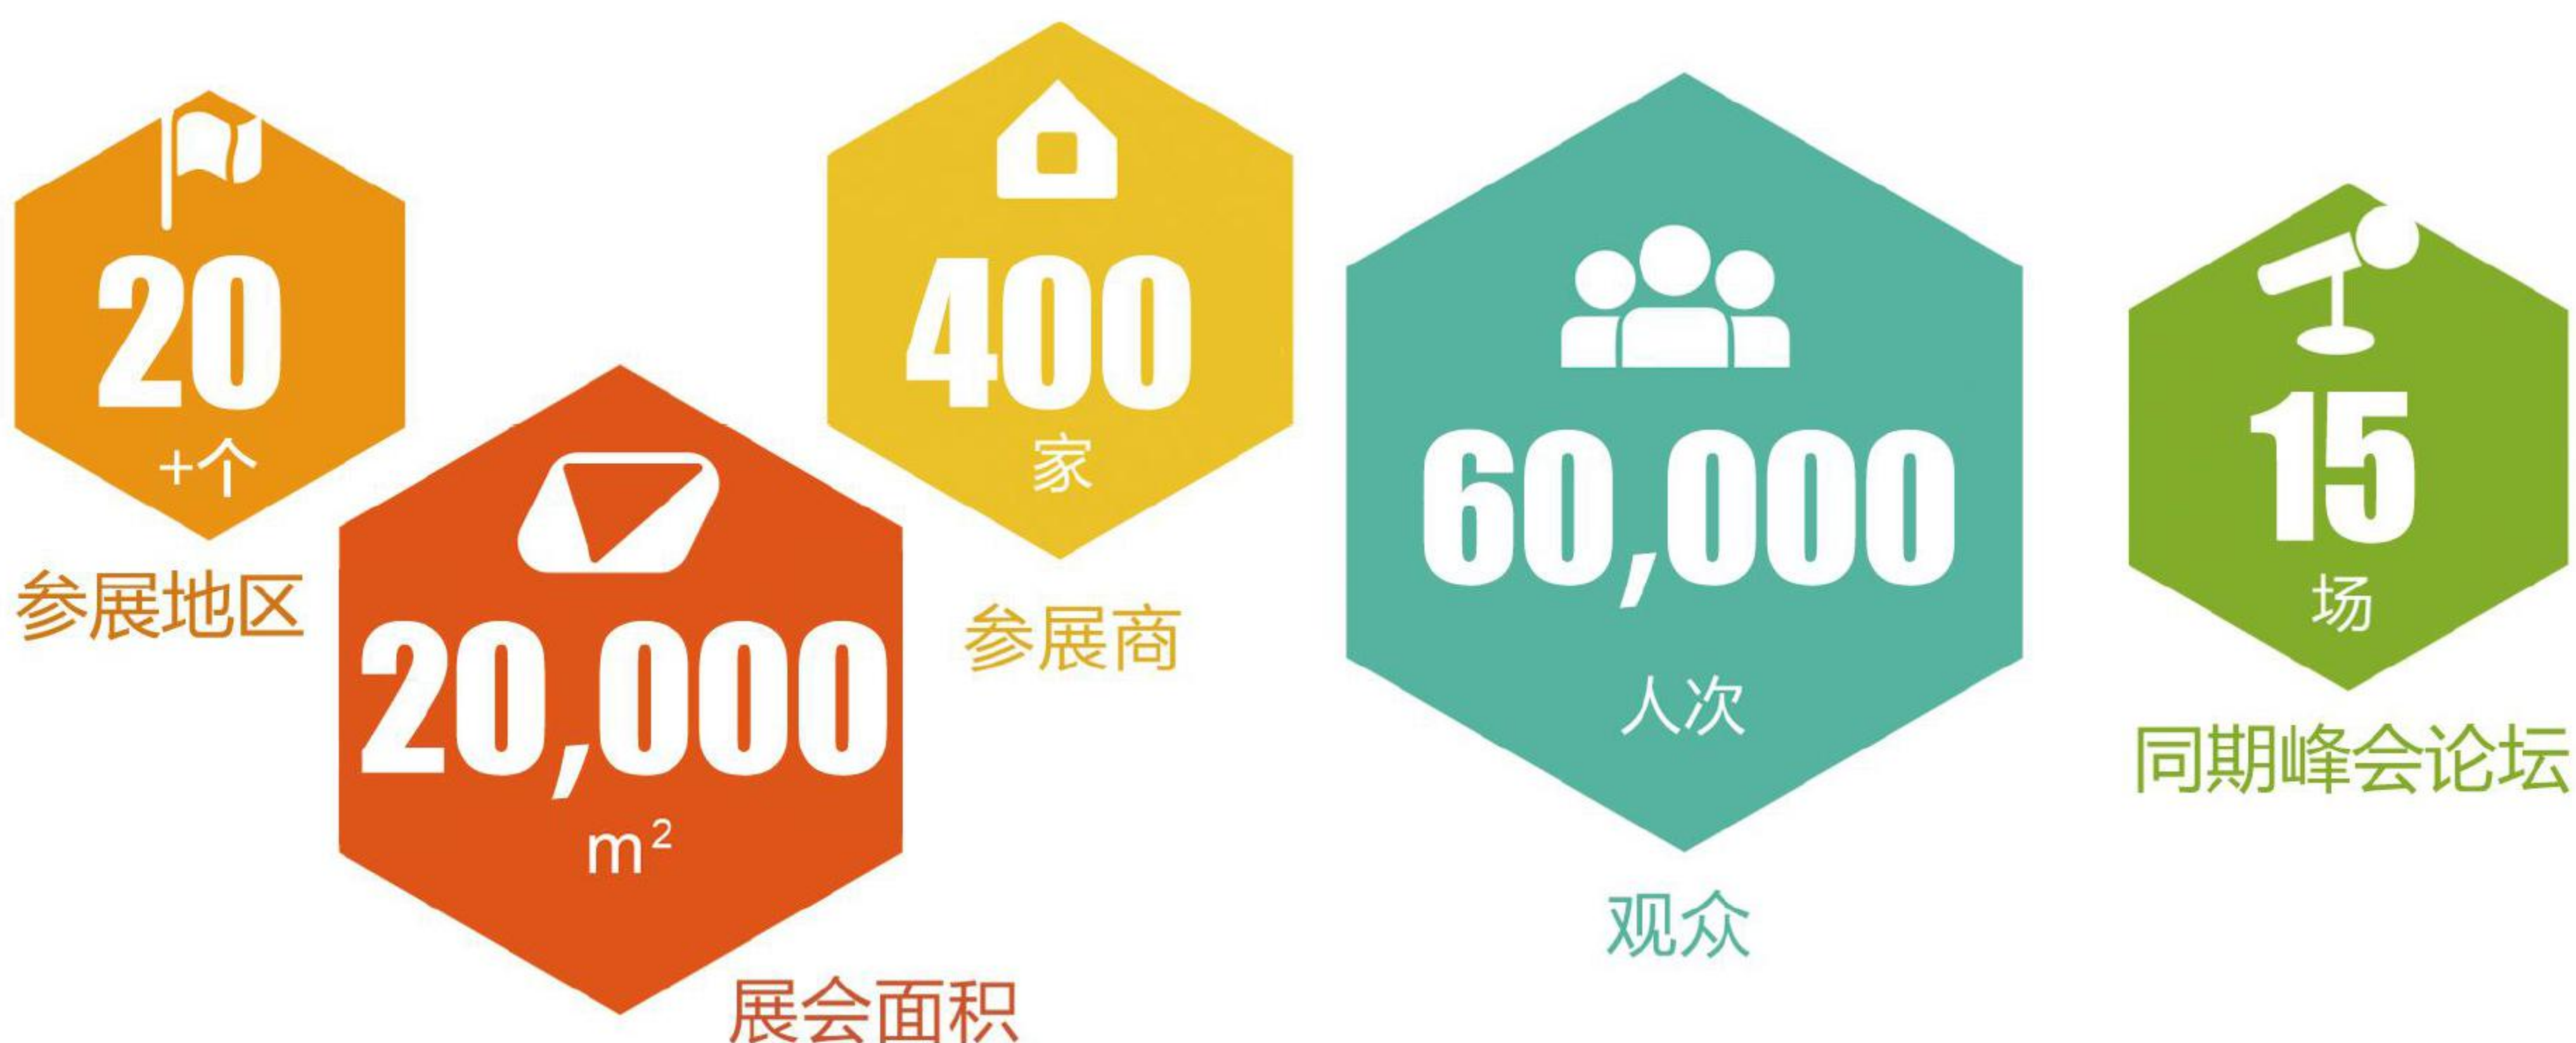 20
+个
参展地区
20,000
m²
展会面积
400
家
参展商
60,000
人次
观众
15
场
同期峰会论坛